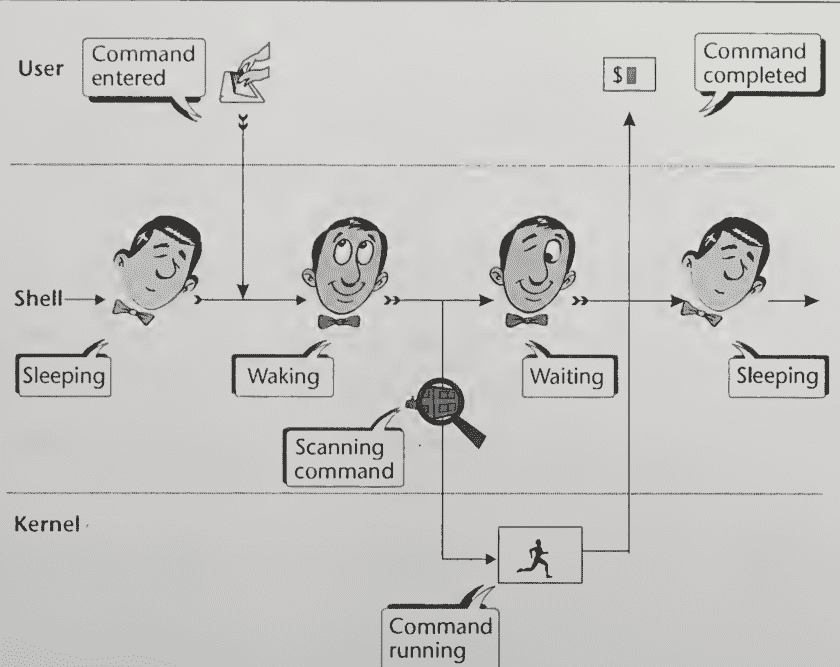 User
Command
entered
$
Command
completed
Shell
Sleeping
Waking
Waiting
Sleeping
Scanning
command
Kernel
Command
running